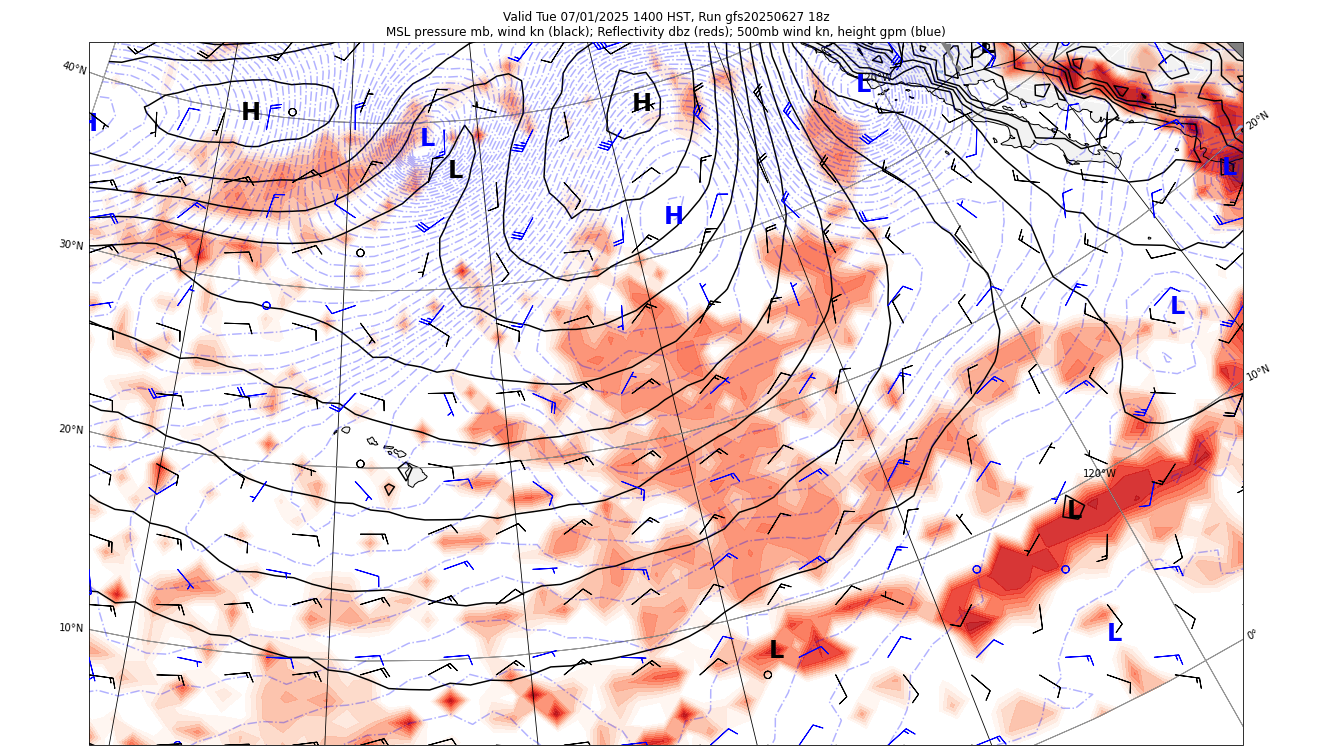 Valid Tue 07/01/2025 1400 HST, Run gfs20250627 18z
MSL pressure mb, wind kn (black); Reflectivity dbz (reds); 500mb wind kn, height gpm (blue)
L
40°N
L
H
H
20°N
H
L
L
L
H
30°N
L
10°N
20°N
120°W
L
10°N
L
0°
L